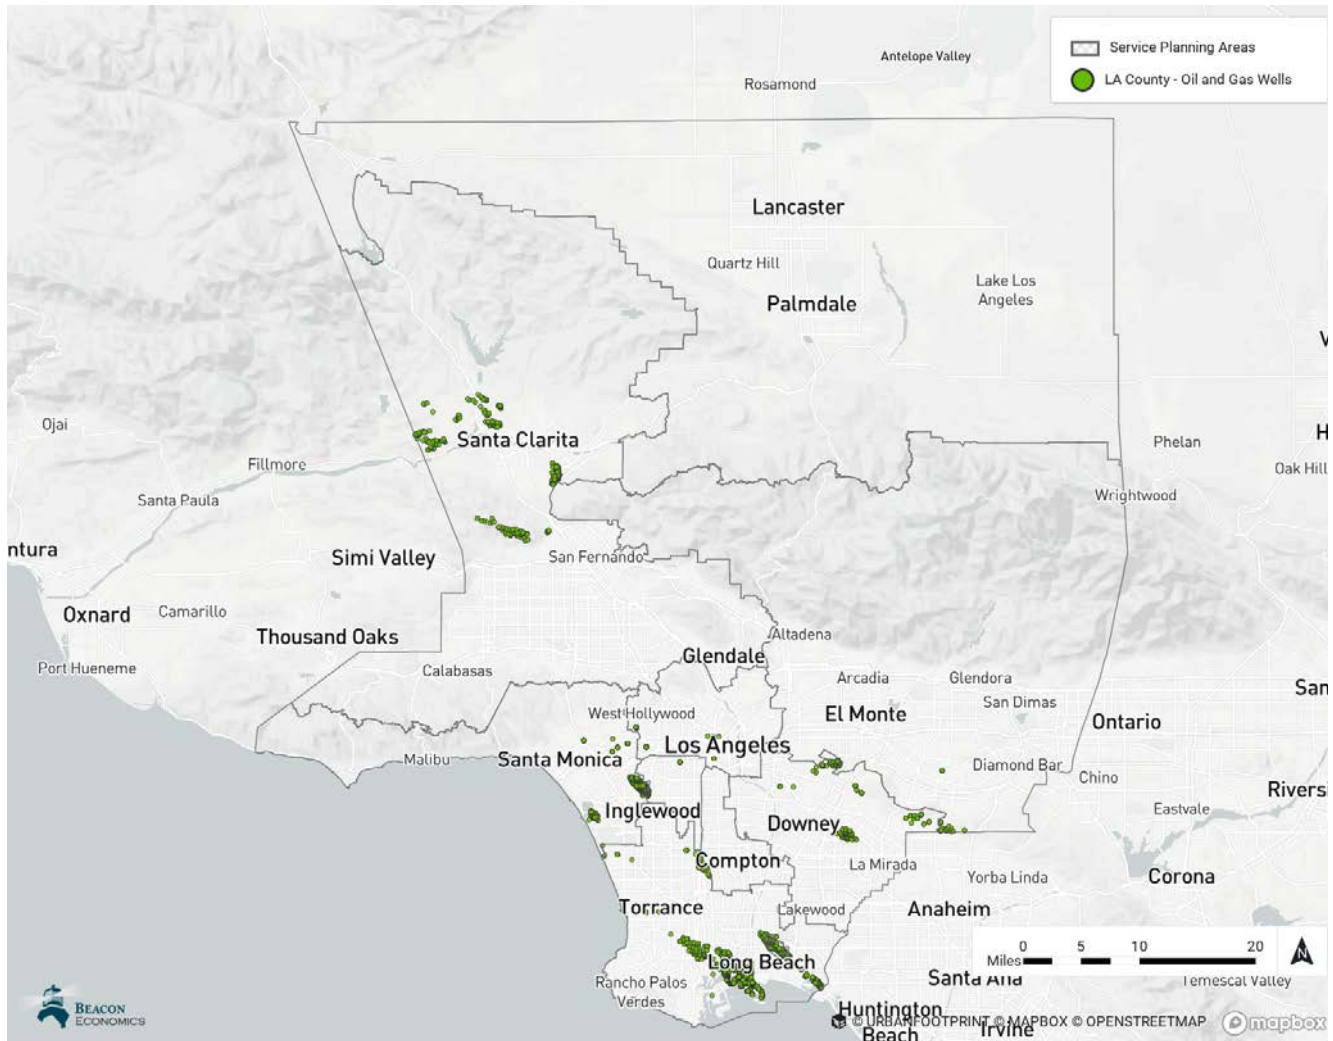 Service Planning Areas
LA County - Oil and Gas Wells
Antelope Valley
Rosamond
Lancaster
Quartz Hill
Lake Los
Angeles
Palmdale
V
Ojai
Santa Clarita
H
Phelan
Fillmore
Oak Hill
Santa Paula
Wrightwood
ntura
Simi Valley
San Fernando
Oxnard
Camarillo
Thousand Oaks
Altadena
Port Hueneme
Calabasas
Glendale
Arcadia
Glendora
San Dimas
San
West Hollywood
El Monte
Ontario
Los Angeles
Malibu
Santa Monica
Diamond Bar
Chino
Riversi
Inglewood
Downey
Eastvale
Compton
La Mirada
Yorba Linda
Corona
Torrance
Lakewood
Anaheim
0 5 10 20
Miles
N
Long Beach
Rancho Palos
Verdes
Santa Ana
Temescal Valley
Huntington
Beach
Irvine
BEACON
ECONOMICS
© URBANFOOTPRINT © MAPBOX © OPENSTREETMAP
mapbox